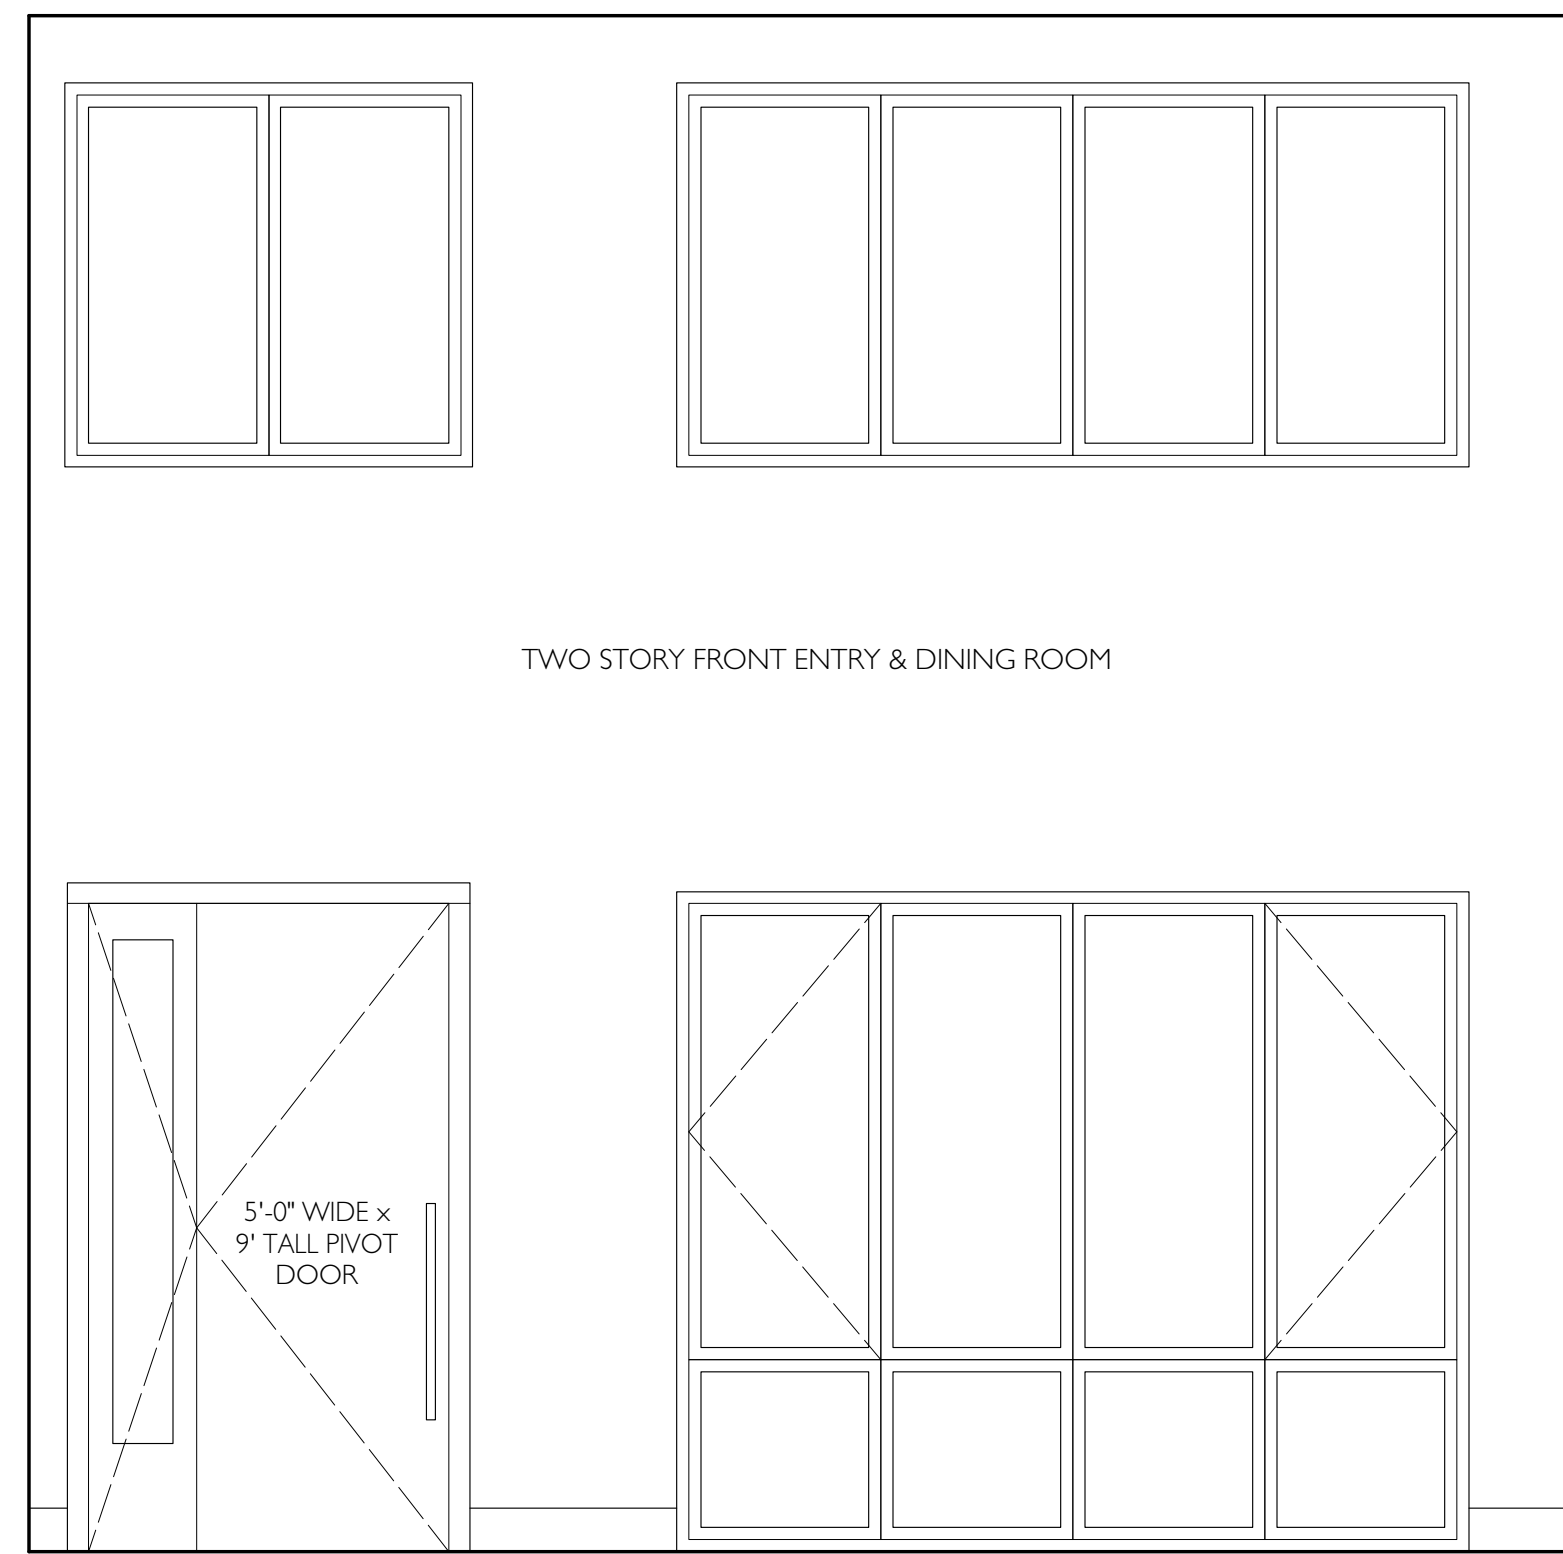 TWO STORY FRONT ENTRY & DINING ROOM
5'-0" WIDE x
9' TALL PIVOT
DOOR